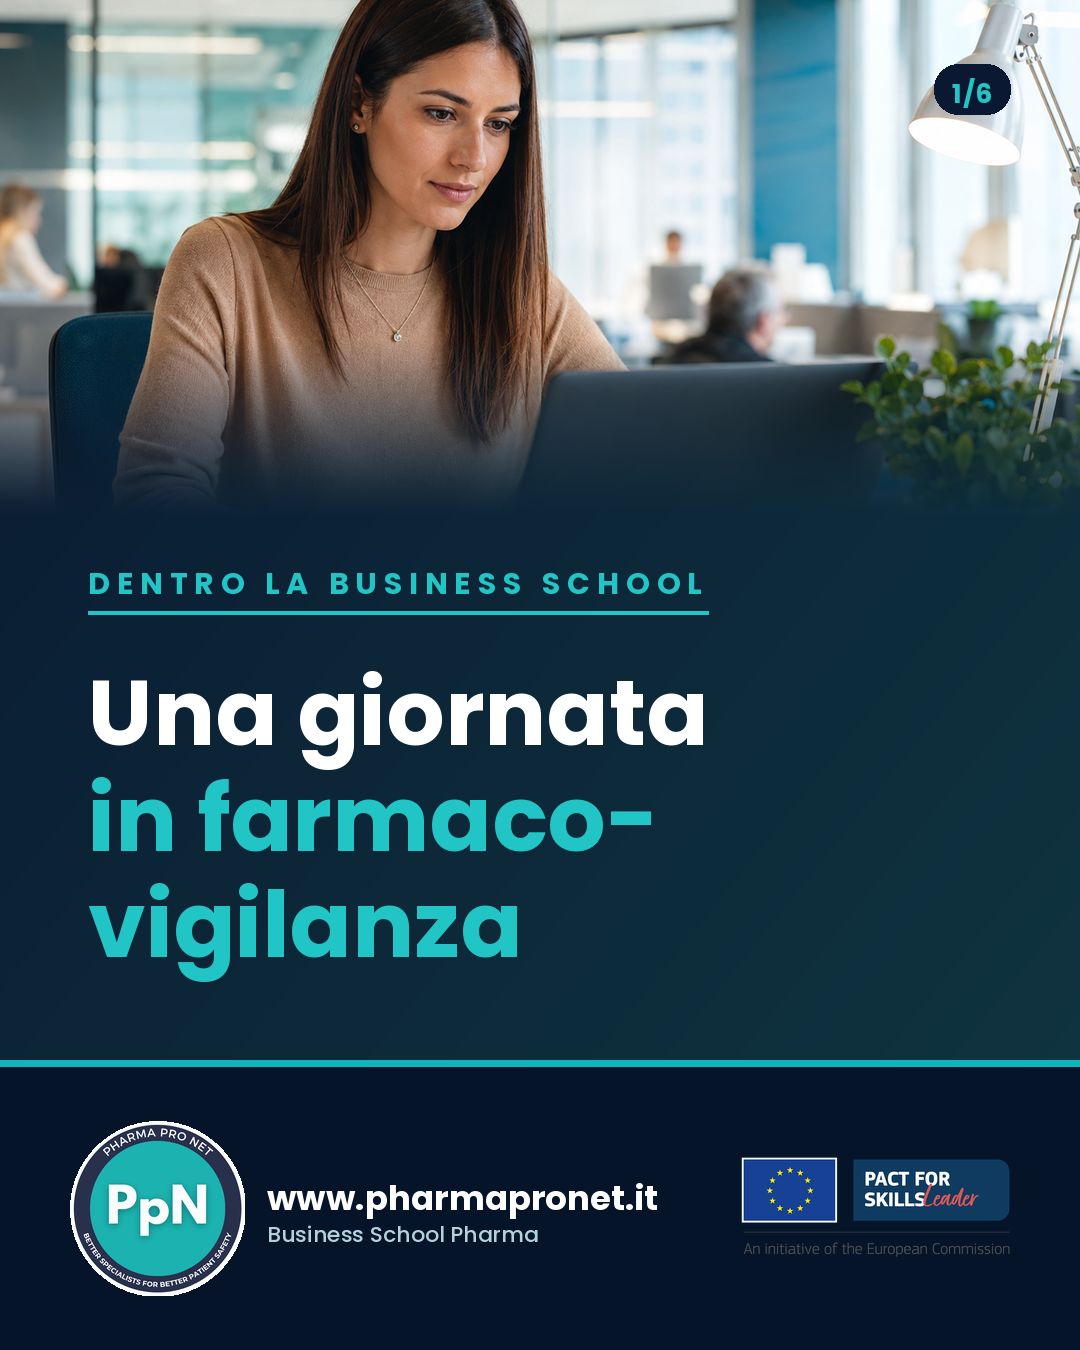 1/6
DENTRO LA BUSINESS SCHOOL
Una giornata
in farmaco-
vigilanza
PHARMA PRO NET
PpN
BETTER SPECIALISTS FOR BETTER PATIENT SAFETY
www.pharmapronet.it
Business School Pharma
PACT FOR
SKILLS Leader
An initiative of the European Commission